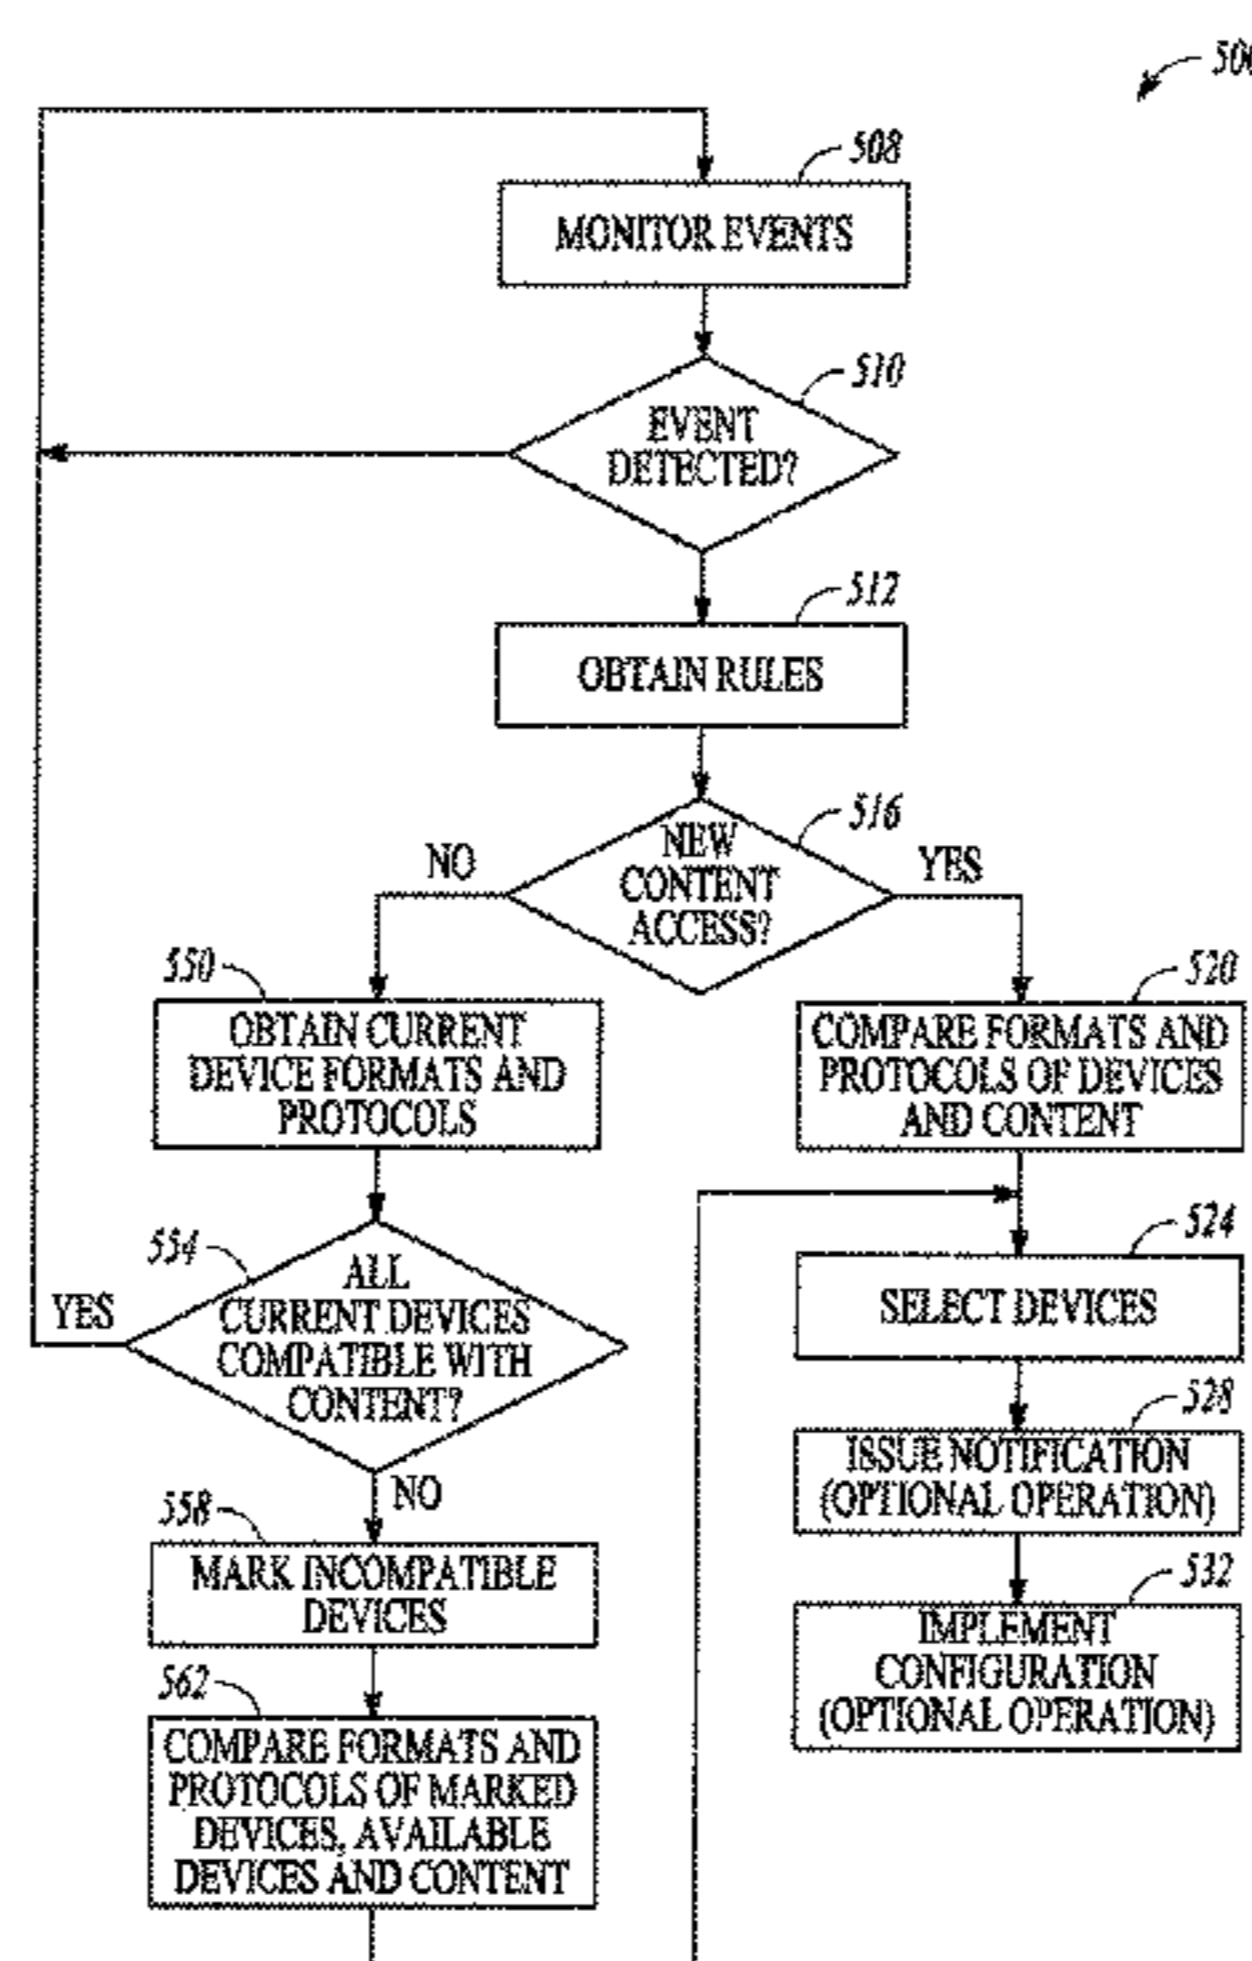 508
MONITOR EVENTS
510
EVENT
DETECTED?
512
OBTAIN RULES
516
NEW
CONTENT
ACCESS?
NO
YES
550
OBTAIN CURRENT
DEVICE FORMATS AND
PROTOCOLS
520
COMPARE FORMATS AND
PROTOCOLS OF DEVICES
AND CONTENT
554
ALL
CURRENT DEVICES
COMPATIBLE WITH
CONTENT?
YES
NO
524
SELECT DEVICES
528
ISSUE NOTIFICATION
(OPTIONAL OPERATION)
558
MARK INCOMPATIBLE
DEVICES
532
IMPLEMENT
CONFIGURATION
(OPTIONAL OPERATION)
562
COMPARE FORMATS AND
PROTOCOLS OF MARKED
DEVICES, AVAILABLE
DEVICES AND CONTENT